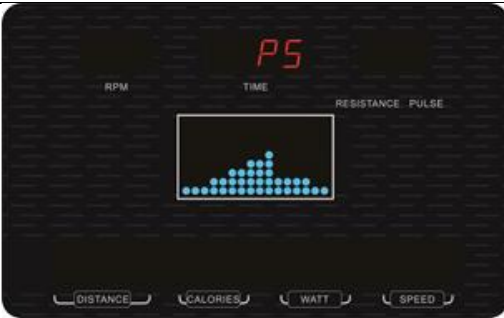 P5
RPM
TIME
RESISTANCE PULSE
DISTANCE
CALORIES
WATT
SPEED